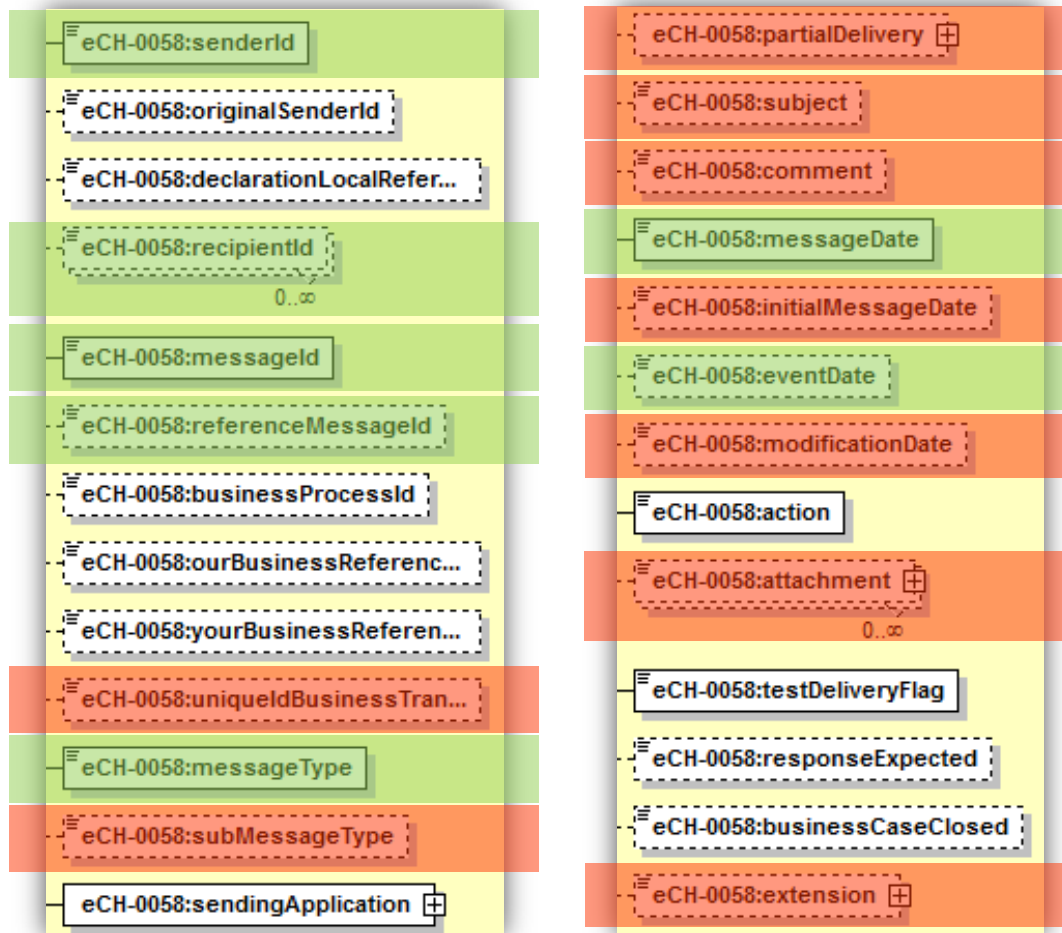 eCH-0058:senderId
eCH-0058:originalSenderId
eCH-0058:declarationLocalRefer...
eCH-0058:recipientId
0..∞
eCH-0058:messageId
eCH-0058:referenceMessageId
eCH-0058:businessProcessId
eCH-0058:ourBusinessReferenc...
eCH-0058:yourBusinessReferen...
eCH-0058:uniqueIdBusinessTran...
eCH-0058:messageType
eCH-0058:subMessageType
eCH-0058:sendingApplication
eCH-0058:partialDelivery
eCH-0058:subject
eCH-0058:comment
eCH-0058:messageDate
eCH-0058:initialMessageDate
eCH-0058:eventDate
eCH-0058:modificationDate
eCH-0058:action
eCH-0058:attachment
0..∞
eCH-0058:testDeliveryFlag
eCH-0058:responseExpected
eCH-0058:businessCaseClosed
eCH-0058:extension